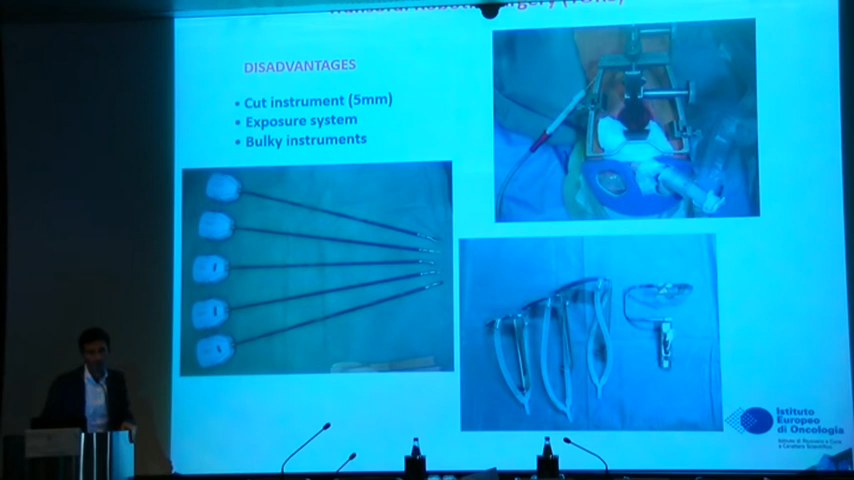 DISADVANTAGES
• Cut instrument (5mm)
• Exposure system
• Bulky instruments
Istituto
Europeo
di Oncologia